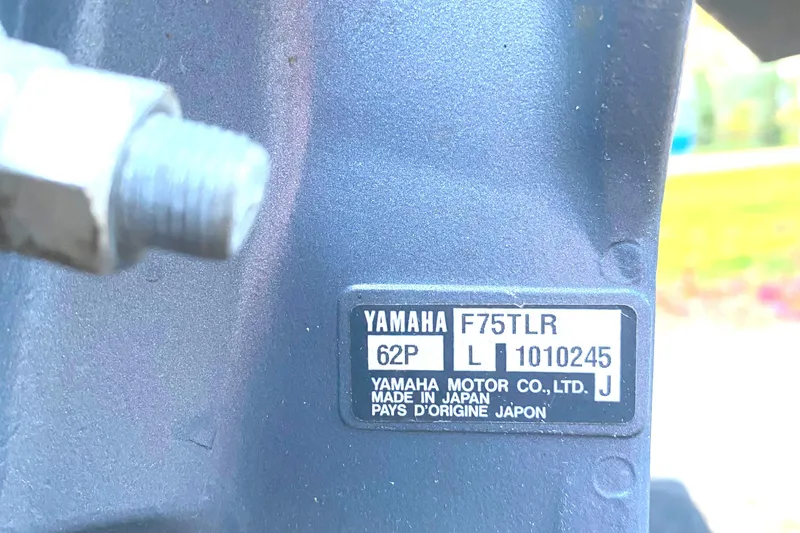 YAMAHA F75TLR
62P L 1010245
YAMAHA MOTOR CO., LTD. J
MADE IN JAPAN
PAYS D'ORIGINE JAPON